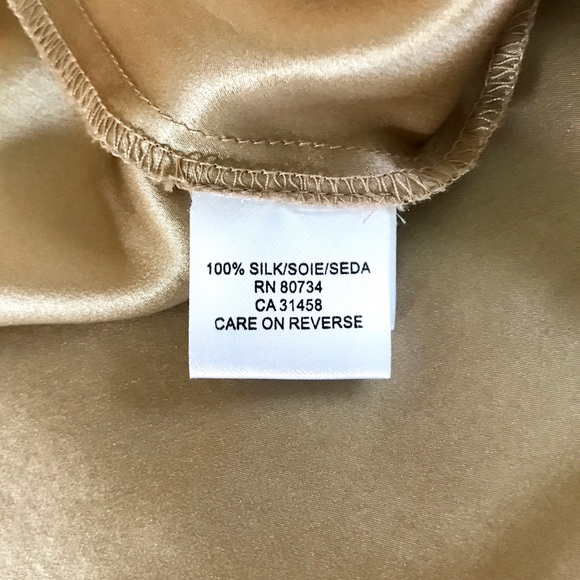 100% SILK/SOIE/SEDA
RN 80734
CA 31458
CARE ON REVERSE